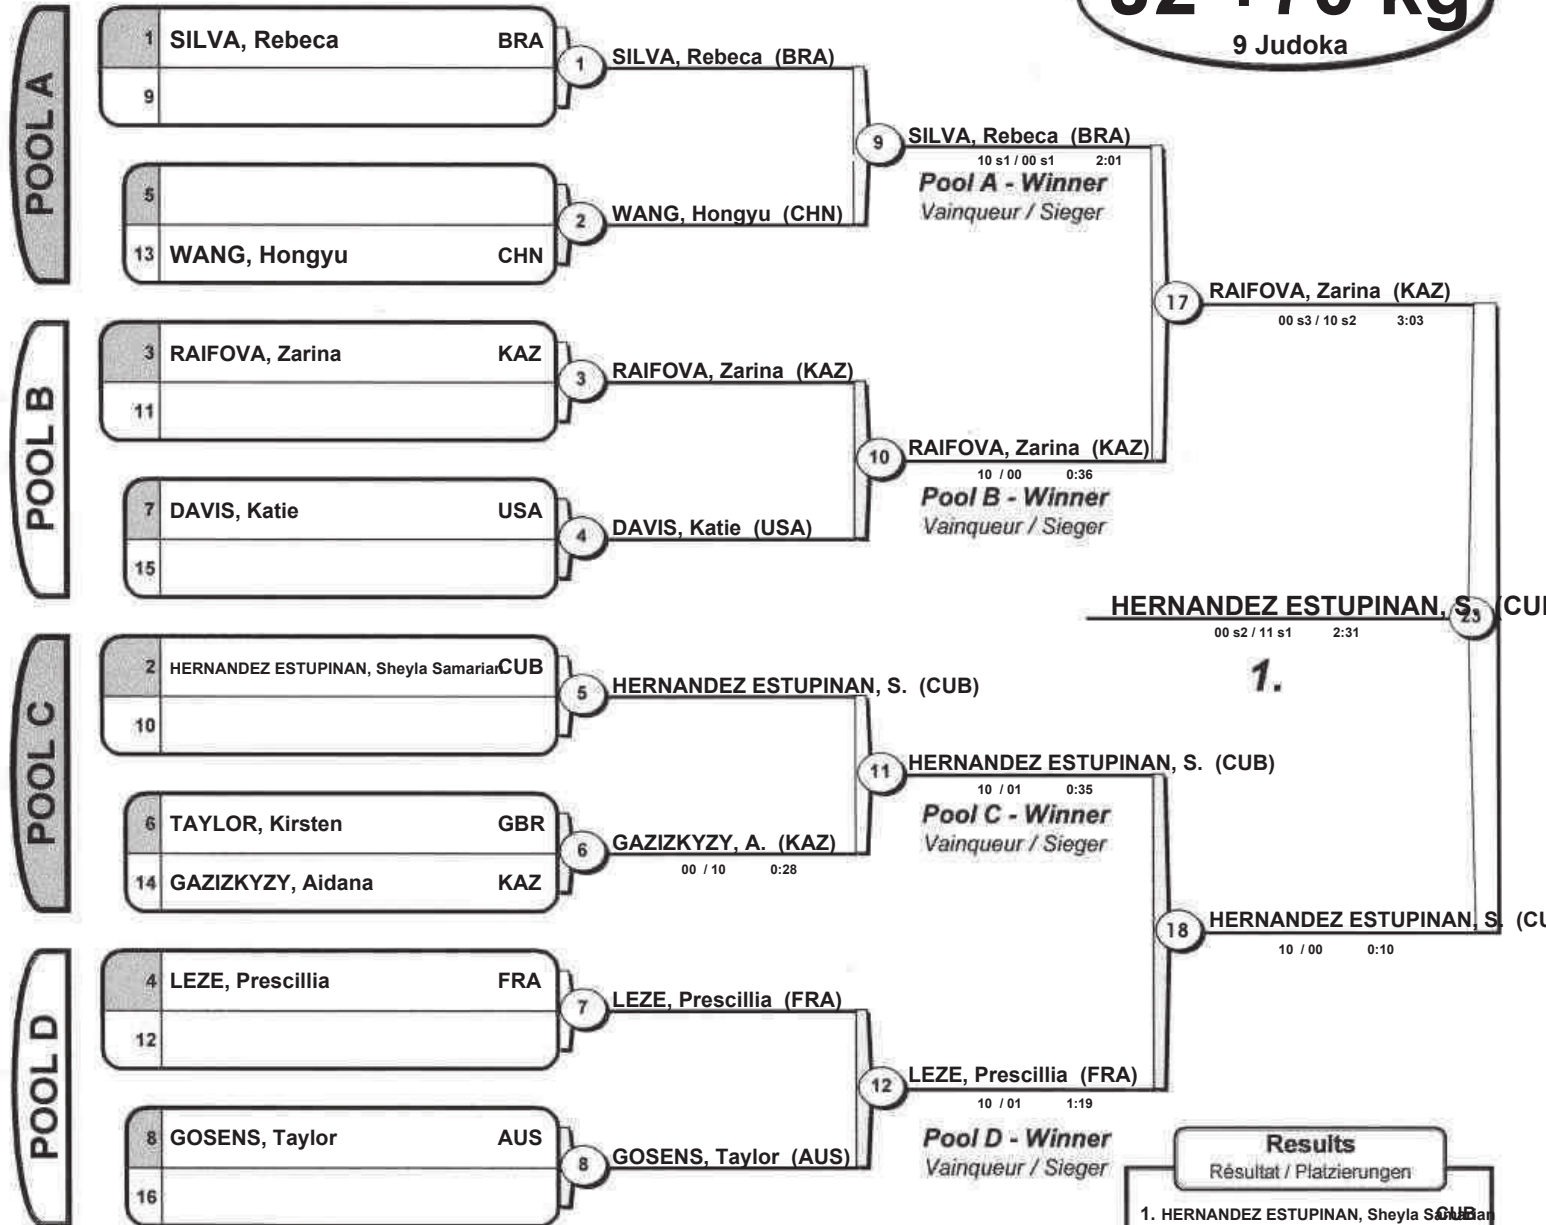 J2 +70 kg
9 Judoka
POOL A
1 SILVA, Rebeca BRA
9
1
SILVA, Rebeca (BRA)
5
13 WANG, Hongyu CHN
2
WANG, Hongyu (CHN)
9
SILVA, Rebeca (BRA)
10 s1 / 00 s1 2:01
Pool A - Winner
Vainqueur / Sieger
POOL B
3 RAIFOVA, Zarina KAZ
11
3
RAIFOVA, Zarina (KAZ)
7 DAVIS, Katie USA
15
4
DAVIS, Katie (USA)
10
RAIFOVA, Zarina (KAZ)
10 / 00 0:36
Pool B - Winner
Vainqueur / Sieger
17
RAIFOVA, Zarina (KAZ)
00 s3 / 10 s2 3:03
POOL C
2 HERNANDEZ ESTUPINAN, Sheyla Samarian CUB
10
5
HERNANDEZ ESTUPINAN, S. (CUB)
6 TAYLOR, Kirsten GBR
14 GAZIZKYZY, Aidana KAZ
6
GAZIZKYZY, A. (KAZ)
00 / 10 0:28
11
HERNANDEZ ESTUPINAN, S. (CUB)
10 / 01 0:35
Pool C - Winner
Vainqueur / Sieger
POOL D
4 LEZE, Prescillia FRA
12
7
LEZE, Prescillia (FRA)
8 GOSENS, Taylor AUS
16
8
GOSENS, Taylor (AUS)
12
LEZE, Prescillia (FRA)
10 / 01 1:19
Pool D - Winner
Vainqueur / Sieger
18
HERNANDEZ ESTUPINAN, S. (CU
10 / 00 0:10
23
HERNANDEZ ESTUPINAN, S. (CU
00 s2 / 11 s1 2:31
1.
Results
Résultat / Platzierungen
1. HERNANDEZ ESTUPINAN, Sheyla Samarian CUB